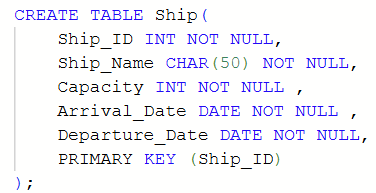 CREATE TABLE Ship(
    Ship_ID INT NOT NULL,
    Ship_Name CHAR(50) NOT NULL,
    Capacity INT NOT NULL ,
    Arrival_Date DATE NOT NULL ,
    Departure_Date DATE NOT NULL,
    PRIMARY KEY (Ship_ID)
);